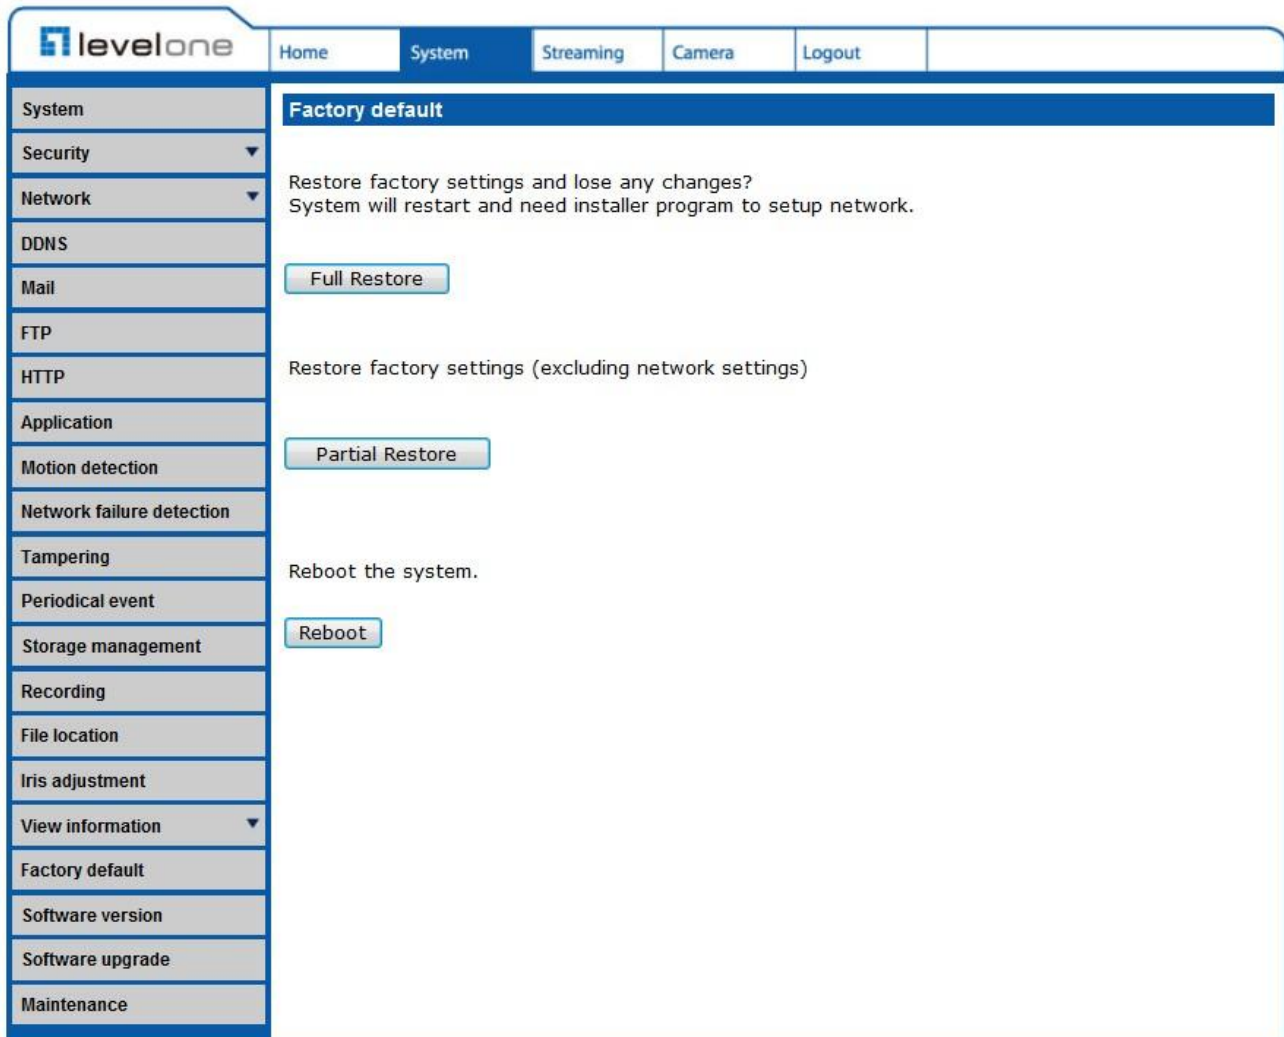 levelone
Home System Streaming Camera Logout
System
Security
Network
DDNS
Mail
FTP
HTTP
Application
Motion detection
Network failure detection
Tampering
Periodical event
Storage management
Recording
File location
Iris adjustment
View information
Factory default
Software version
Software upgrade
Maintenance
Factory default
Restore factory settings and lose any changes?
System will restart and need installer program to setup network.
Full Restore
Restore factory settings (excluding network settings)
Partial Restore
Reboot the system.
Reboot